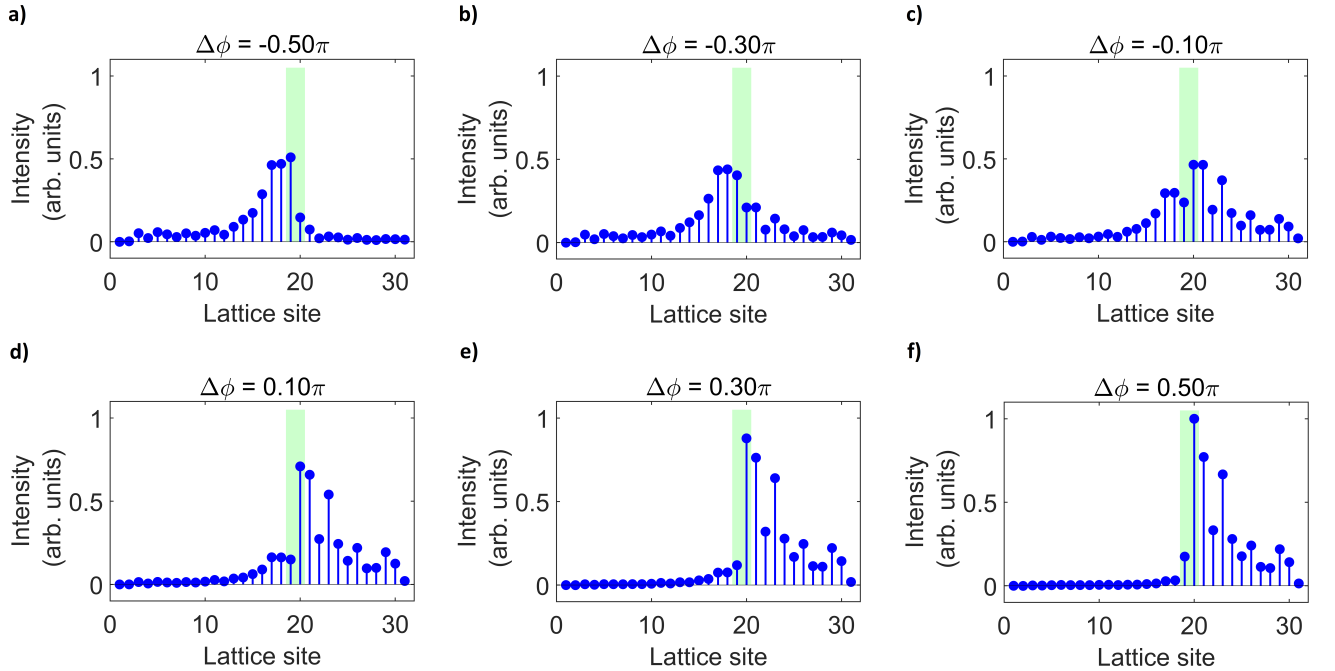 a)
Δϕ = -0.50π
Intensity
(arb. units)
1
0.5
0
0 10 20 30
Lattice site
b)
Δϕ = -0.30π
Intensity
(arb. units)
1
0.5
0
0 10 20 30
Lattice site
c)
Δϕ = -0.10π
Intensity
(arb. units)
1
0.5
0
0 10 20 30
Lattice site
d)
Δϕ = 0.10π
Intensity
(arb. units)
1
0.5
0
0 10 20 30
Lattice site
e)
Δϕ = 0.30π
Intensity
(arb. units)
1
0.5
0
0 10 20 30
Lattice site
f)
Δϕ = 0.50π
Intensity
(arb. units)
1
0.5
0
0 10 20 30
Lattice site